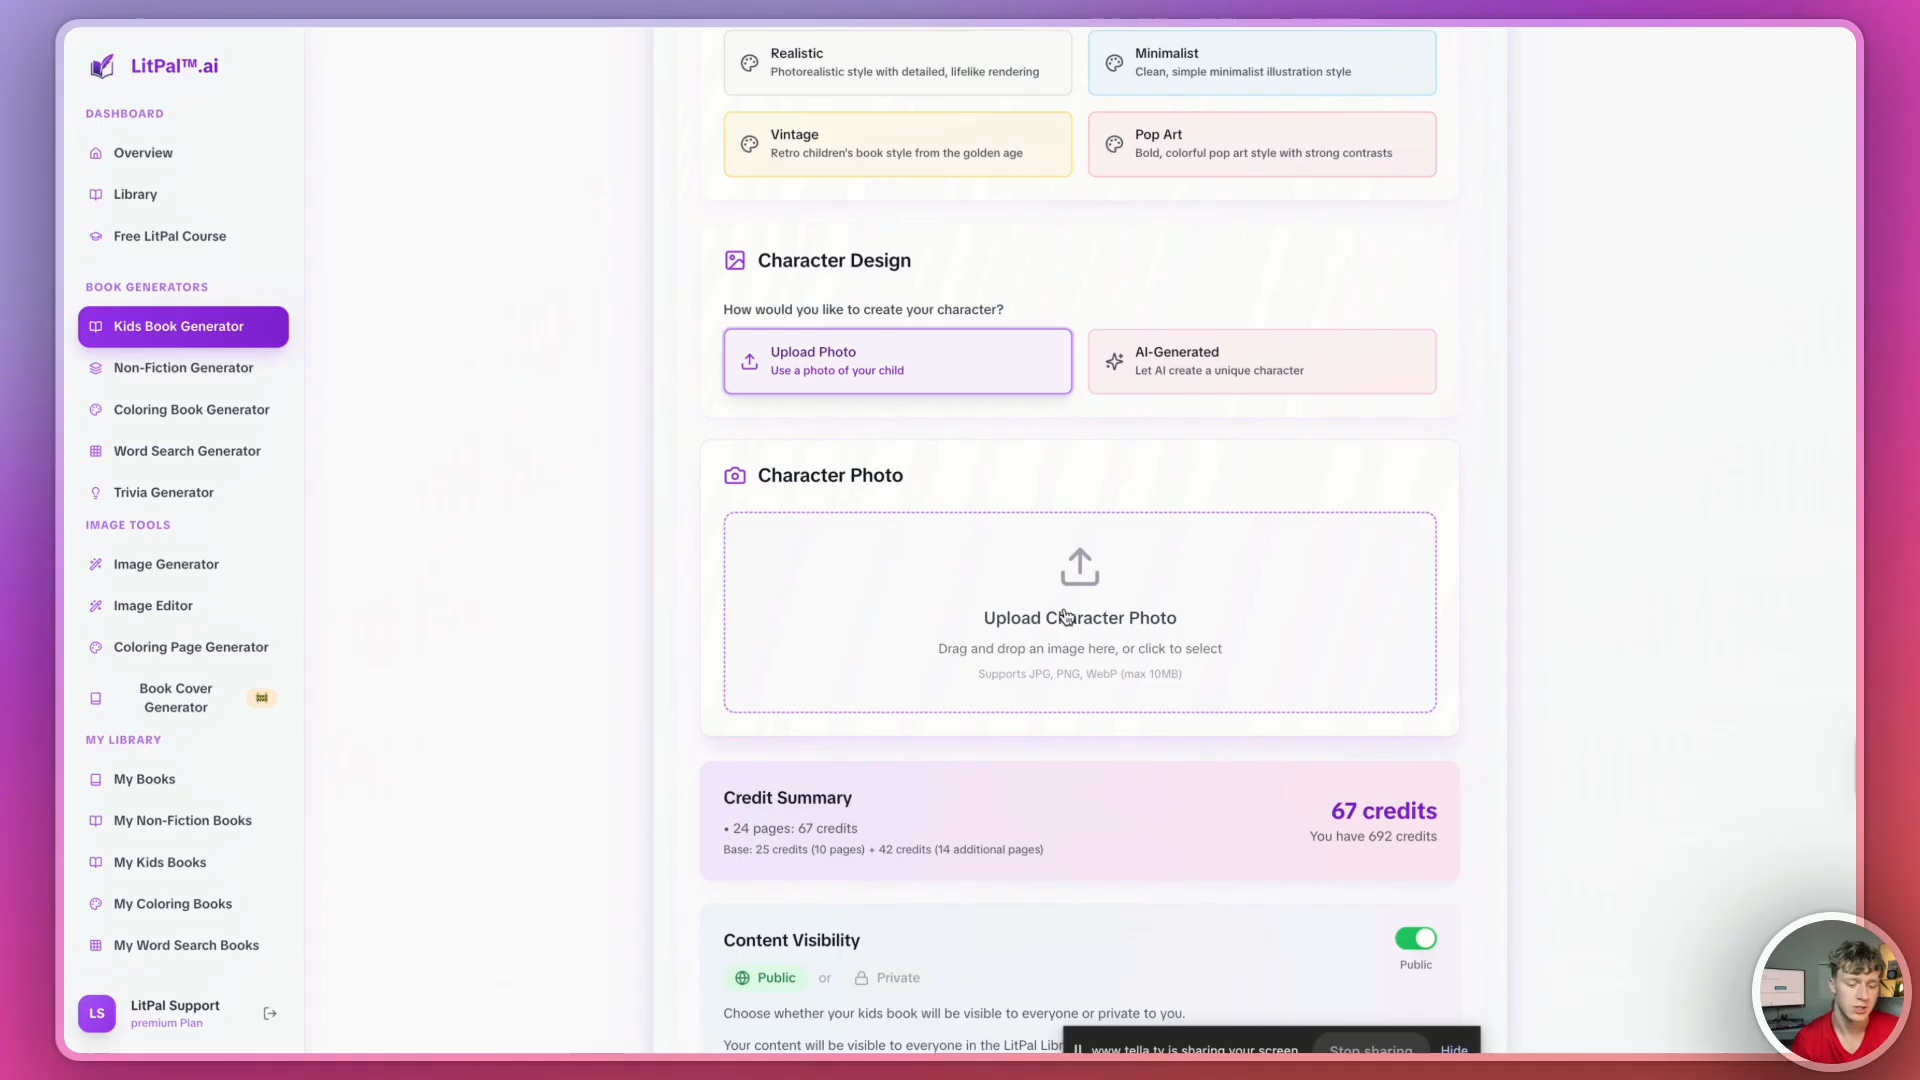 LitPal™.ai
DASHBOARD
Overview
Library
Free LitPal Course
BOOK GENERATORS
Kids Book Generator
Non-Fiction Generator
Coloring Book Generator
Word Search Generator
Trivia Generator
IMAGE TOOLS
Image Generator
Image Editor
Coloring Page Generator
Book Cover
Generator
MY LIBRARY
My Books
My Non-Fiction Books
My Kids Books
My Coloring Books
My Word Search Books
LS
LitPal Support
premium Plan
Realistic
Photorealistic style with detailed, lifelike rendering
Minimalist
Clean, simple minimalist illustration style
Vintage
Retro children's book style from the golden age
Pop Art
Bold, colorful pop art style with strong contrasts
Character Design
How would you like to create your character?
Upload Photo
Use a photo of your child
AI-Generated
Let AI create a unique character
Character Photo
Upload Character Photo
Drag and drop an image here, or click to select
Supports JPG, PNG, WebP (max 10MB)
Credit Summary
• 24 pages: 67 credits
Base: 25 credits (10 pages) + 42 credits (14 additional pages)
67 credits
You have 692 credits
Content Visibility
Public or Private
Public
Choose whether your kids book will be visible to everyone or private to you.
Your content will be visible to everyone in the LitPal
www.tella.tv is sharing your screen.
Stop sharing
Hide